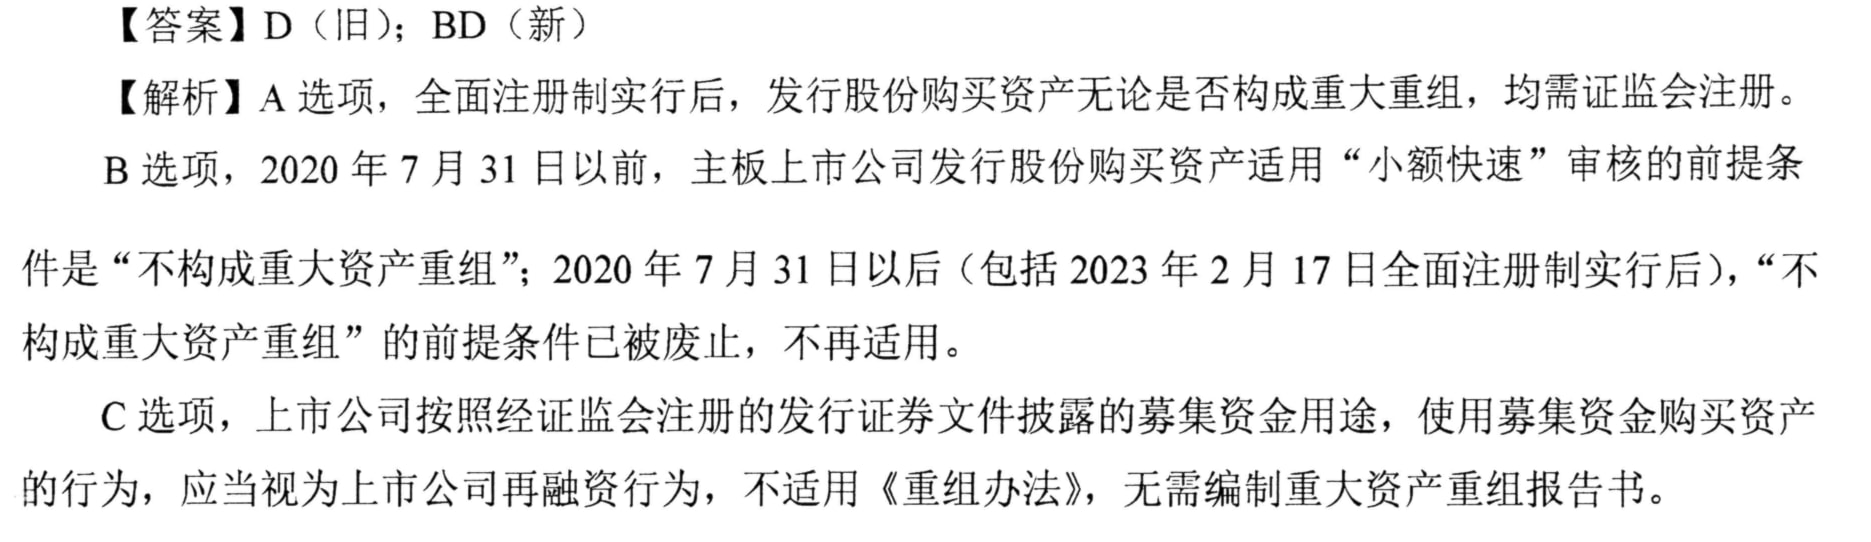 【答案】D（旧）；BD（新）
【解析】A 选项，全面注册制实行后，发行股份购买资产无论是否构成重大重组，均需证监会注册。
B 选项，2020 年 7 月 31 日以前，主板上市公司发行股份购买资产适用“小额快速”审核的前提条
件是“不构成重大资产重组”；2020 年 7 月 31 日以后（包括 2023 年 2 月 17 日全面注册制实行后），“不
构成重大资产重组”的前提条件已被废止，不再适用。
C 选项，上市公司按照经证监会注册的发行证券文件披露的募集资金用途，使用募集资金购买资产
的行为，应当视为上市公司再融资行为，不适用《重组办法》，无需编制重大资产重组报告书。